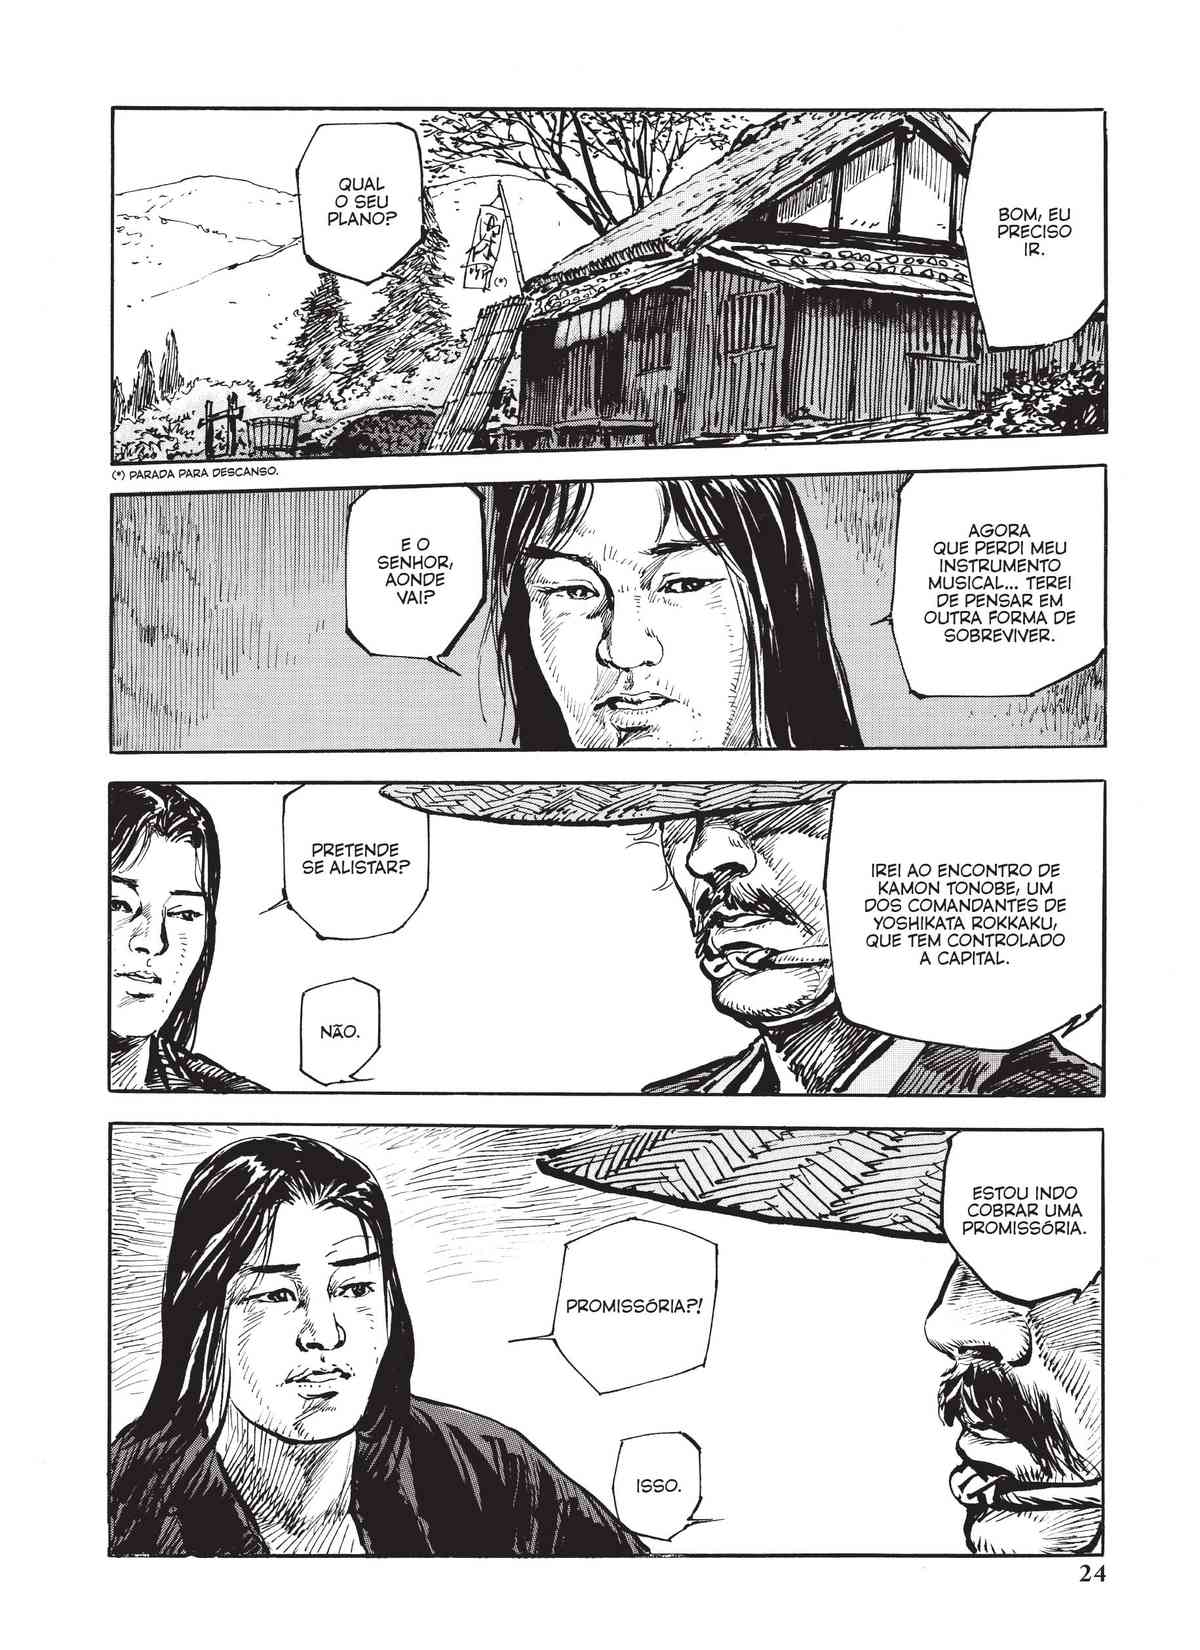 BOM, EU
PRECISO
IR.
QUAL
O SEU
PLANO?
(*)
(*) PARADA PARA DESCANSO.
AGORA
QUE PERDI MEU
INSTRUMENTO
MUSICAL... TEREI
DE PENSAR EM
OUTRA FORMA DE
SOBREVIVER.
E O
SENHOR,
AONDE
VAI?
IREI AO ENCONTRO DE
KAMON TONOBE, UM
DOS COMANDANTES DE
YOSHIKATA ROKKAKU,
QUE TEM CONTROLADO
A CAPITAL.
PRETENDE
SE ALISTAR?
NÃO.
ESTOU INDO
COBRAR UMA
PROMISSÓRIA.
PROMISSÓRIA?!
ISSO.
24